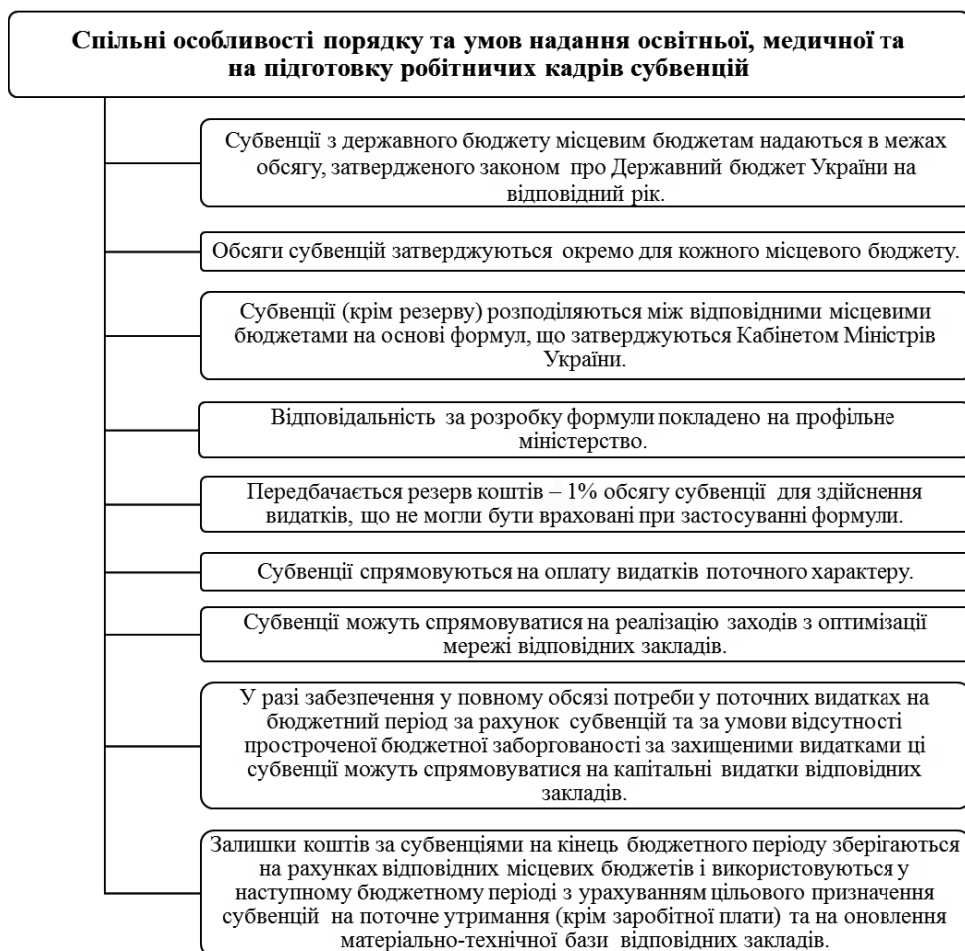 Спільні особливості порядку та умов надання освітньої, медичної та
на підготовку робітничих кадрів субвенцій
Субвенції з державного бюджету місцевим бюджетам надаються в межах
обсягу, затвердженого законом про Державний бюджет України на
відповідний рік.
Обсяги субвенцій затверджуються окремо для кожного місцевого бюджету.
Субвенції (крім резерву) розподіляються між відповідними місцевими
бюджетами на основі формул, що затверджуються Кабінетом Міністрів
України.
Відповідальність за розробку формули покладено на профільне
міністерство.
Передбачається резерв коштів – 1% обсягу субвенції для здійснення
видатків, що не могли бути враховані при застосуванні формули.
Субвенції спрямовуються на оплату видатків поточного характеру.
Субвенції можуть спрямовуватися на реалізацію заходів з оптимізації
мережі відповідних закладів.
У разі забезпечення у повному обсязі потреби у поточних видатках на
бюджетний період за рахунок субвенцій та за умови відсутності
простроченої бюджетної заборгованості за захищеними видатками ці
субвенції можуть спрямовуватися на капітальні видатки відповідних
закладів.
Залишки коштів за субвенціями на кінець бюджетного періоду зберігаються
на рахунках відповідних місцевих бюджетів і використовуються у
наступному бюджетному періоді з урахуванням цільового призначення
субвенцій на поточне утримання (крім заробітної плати) та на оновлення
матеріально-технічної бази відповідних закладів.